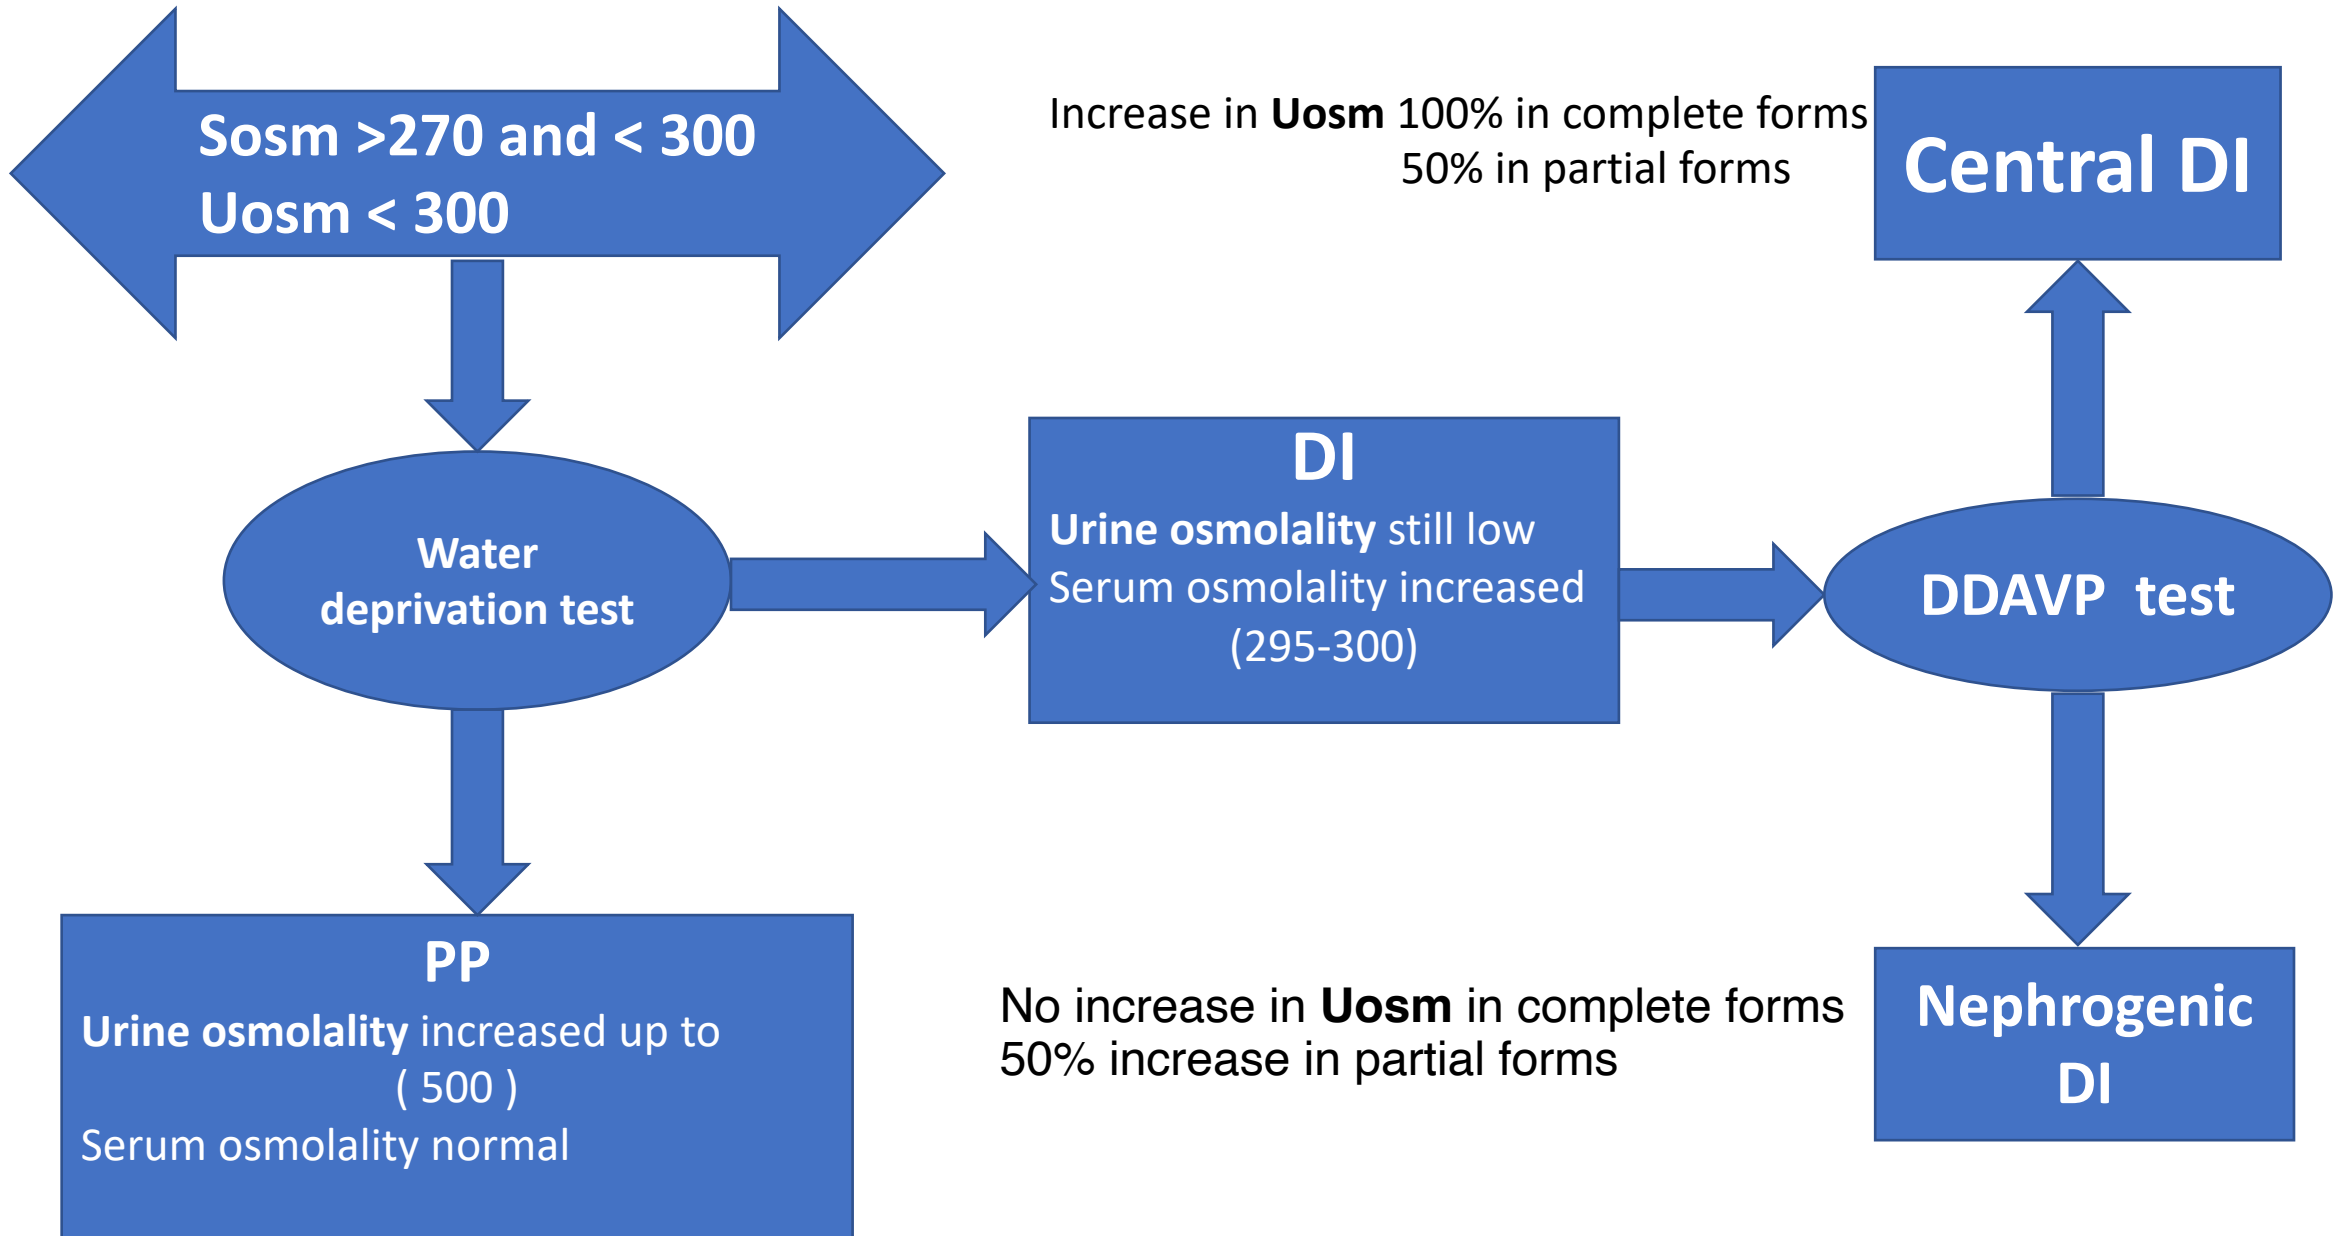 Sosm >270 and < 300
Uosm < 300
Increase in Uosm 100% in complete forms
50% in partial forms
Central DI
Water
deprivation test
DI
Urine osmolality still low
Serum osmolality increased
(295-300)
DDAVP  test
PP
Urine osmolality increased up to
( 500 )
Serum osmolality normal
No increase in Uosm in complete forms
50% increase in partial forms
Nephrogenic
DI